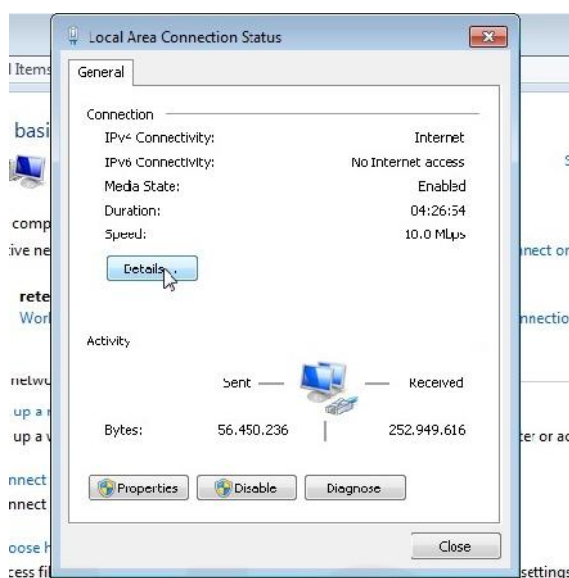 Local Area Connection Status
l Items
General
Connection
basi
IPv4 Connectivity: Internet
IPv6 Connectivity: No Internet access
Media State: Enabled
Duration: 04:26:54
Speed: 10.0 Mbps
comp
ive ne
nect or
Details...
rete
Worl
nnectio
Activity
netwo
Sent — Received
up a r
up a v
Bytes: 56.450.236 | 252.949.616
ter or ac
nnect
nnect
Properties Disable Diagnose
oose h
Close
cess fil
settings